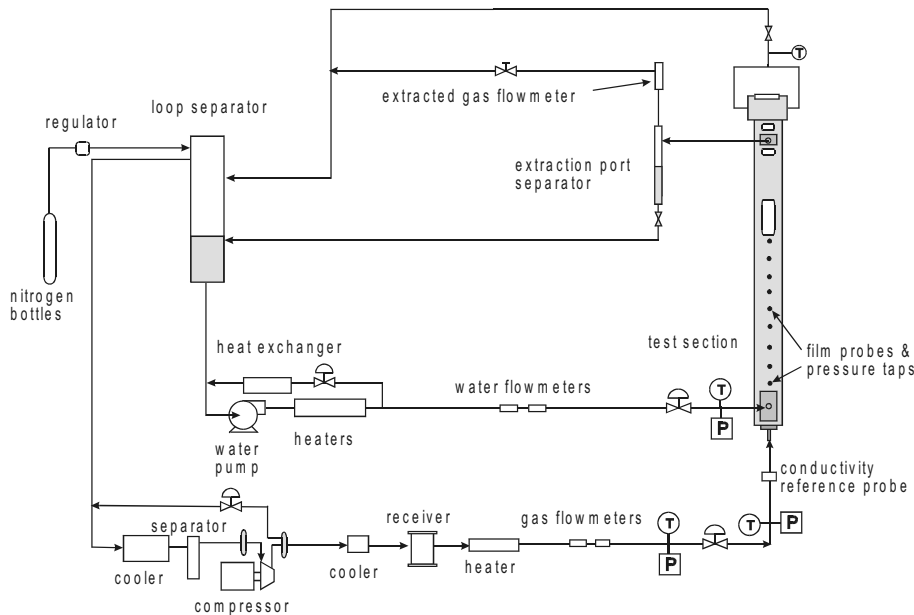 T
extracted gas flowmeter
loop separator
regulator
extraction port
separator
nitrogen
bottles
heat exchanger
test section
film probes &
pressure taps
water flowmeters
T
P
water
pump
heaters
conductivity
reference probe
separator
receiver
gas flowmeters
T
T
P
P
cooler
cooler
heater
compressor